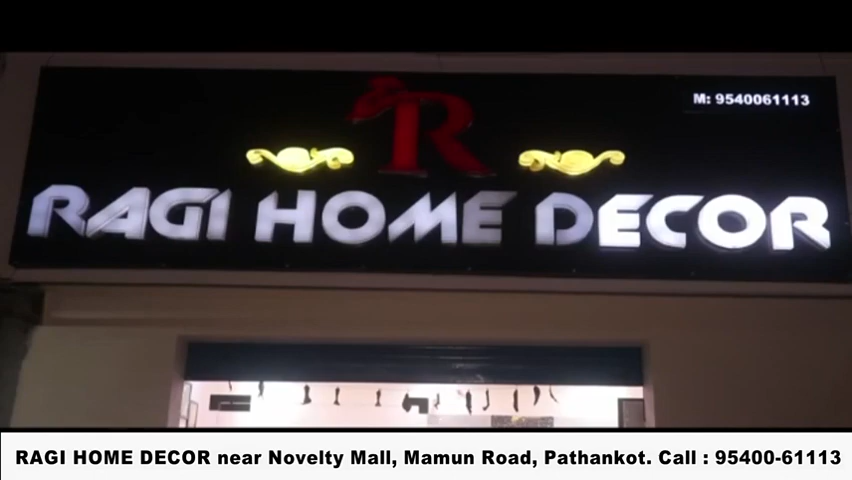 R
M: 9540061113
RAGI HOME DECOR
RAGI HOME DECOR near Novelty Mall, Mamun Road, Pathankot. Call : 95400-61113